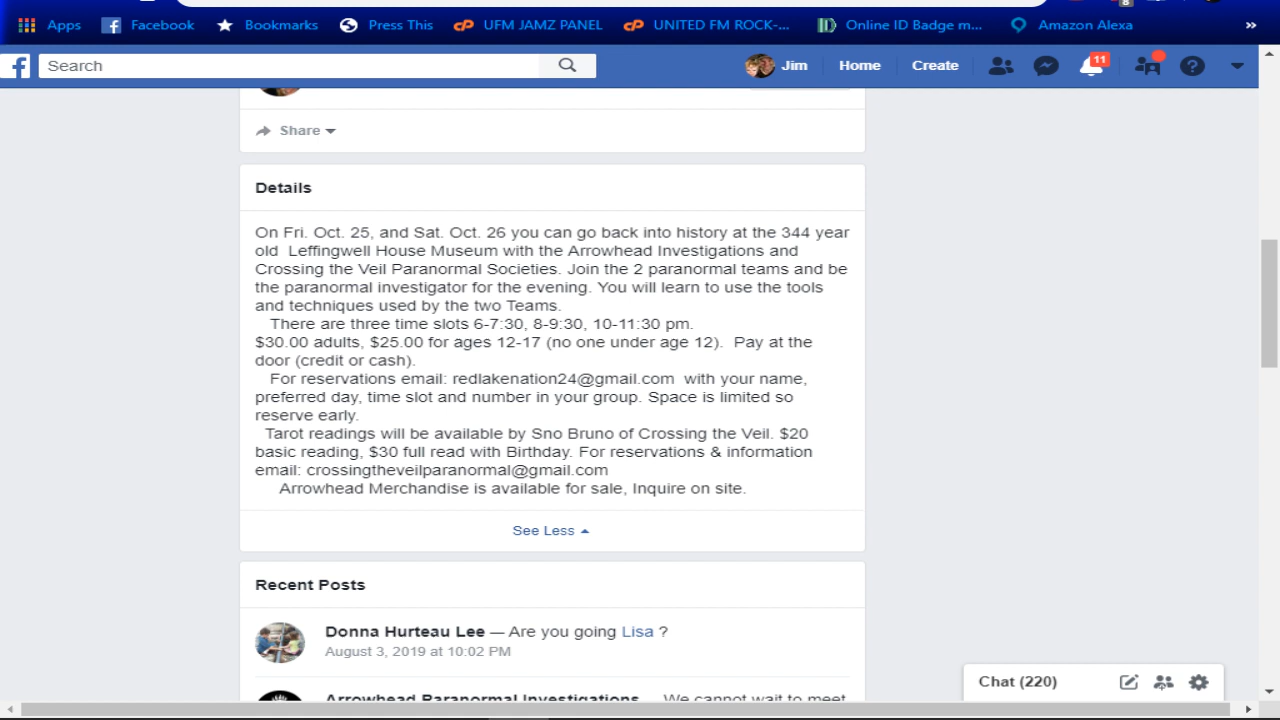 Apps Facebook Bookmarks Press This UFM JAMZ PANEL UNITED FM ROCK-... Online ID Badge m... Amazon Alexa »
Search Jim Home Create 11
Share
Details
On Fri. Oct. 25, and Sat. Oct. 26 you can go back into history at the 344 year
old Leffingwell House Museum with the Arrowhead Investigations and
Crossing the Veil Paranormal Societies. Join the 2 paranormal teams and be
the paranormal investigator for the evening. You will learn to use the tools
and techniques used by the two Teams.
There are three time slots 6-7:30, 8-9:30, 10-11:30 pm.
$30.00 adults, $25.00 for ages 12-17 (no one under age 12). Pay at the
door (credit or cash).
For reservations email: redlakenation24@gmail.com with your name,
preferred day, time slot and number in your group. Space is limited so
reserve early.
Tarot readings will be available by Sno Bruno of Crossing the Veil. $20
basic reading, $30 full read with Birthday. For reservations & information
email: crossingtheveilparanormal@gmail.com
Arrowhead Merchandise is available for sale, Inquire on site.
See Less
Recent Posts
Donna Hurteau Lee — Are you going Lisa ?
August 3, 2019 at 10:02 PM
Arrowhead Paranormal Investigations We cannot wait to meet
Chat (220)